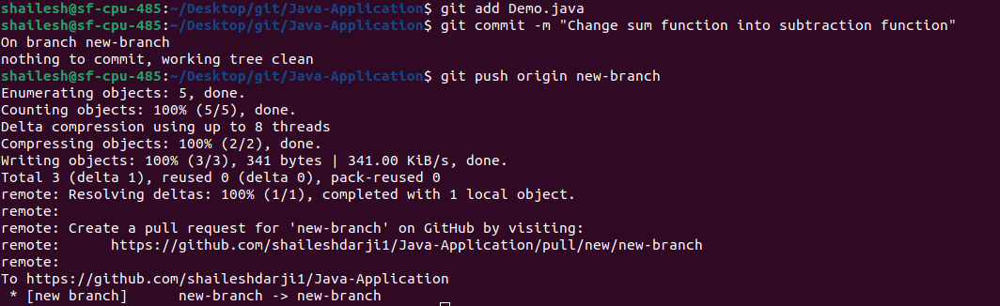 shailesh@sf-cpu-485:~/Desktop/git/Java-Application$ git add Demo.java
shailesh@sf-cpu-485:~/Desktop/git/Java-Application$ git commit -m "Change sum function into subtraction function"
On branch new-branch
nothing to commit, working tree clean
shailesh@sf-cpu-485:~/Desktop/git/Java-Application$ git push origin new-branch
Enumerating objects: 5, done.
Counting objects: 100% (5/5), done.
Delta compression using up to 8 threads
Compressing objects: 100% (2/2), done.
Writing objects: 100% (3/3), 341 bytes | 341.00 KiB/s, done.
Total 3 (delta 1), reused 0 (delta 0), pack-reused 0
remote: Resolving deltas: 100% (1/1), completed with 1 local object.
remote:
remote: Create a pull request for 'new-branch' on GitHub by visiting:
remote:      https://github.com/shaileshdarji1/Java-Application/pull/new/new-branch
remote:
To https://github.com/shaileshdarji1/Java-Application
 * [new branch]      new-branch -> new-branch